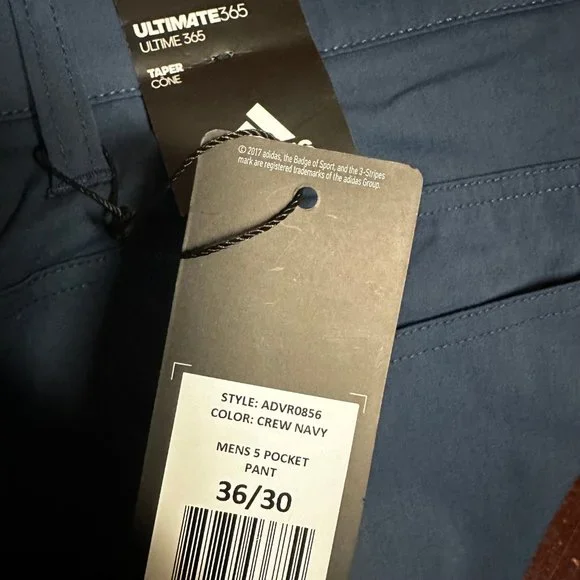 ULTIMATE365
ULTIME 365
TAPER
CÔNE
© 2017 adidas, the Badge of Sport, and the 3-Stripes
mark are registered trademarks of the adidas Group.
STYLE: ADVR0856
COLOR: CREW NAVY
MENS 5 POCKET
PANT
36/30